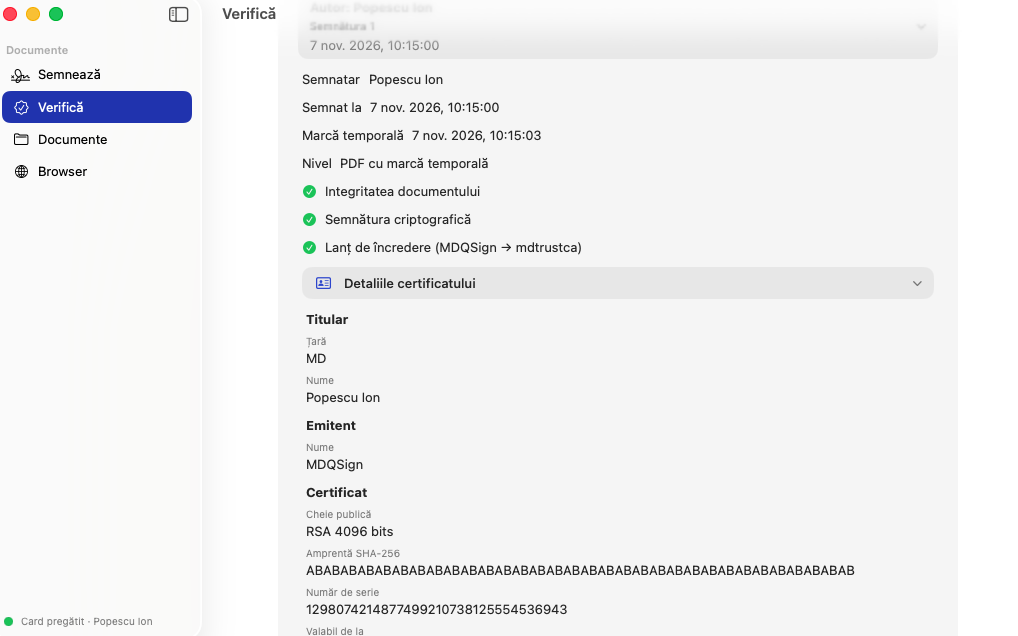 Verifică
Documente
Semnează
Verifică
Documente
Browser
Card pregătit · Popescu Ion
Autor: Popescu Ion
Semnătura 1
7 nov. 2026, 10:15:00
Semnatar Popescu Ion
Semnat la 7 nov. 2026, 10:15:00
Marcă temporală 7 nov. 2026, 10:15:03
Nivel PDF cu marcă temporală
Integritatea documentului
Semnătura criptografică
Lanț de încredere (MDQSign → mdtrustca)
Detaliile certificatului
Titular
Țară
MD
Nume
Popescu Ion
Emitent
Nume
MDQSign
Certificat
Cheie publică
RSA 4096 bits
Amprentă SHA-256
ABABABABABABABABABABABABABABABABABABABABABABABABABABABABABABABAB
Număr de serie
1298074214877499210738125554536943
Valabil de la